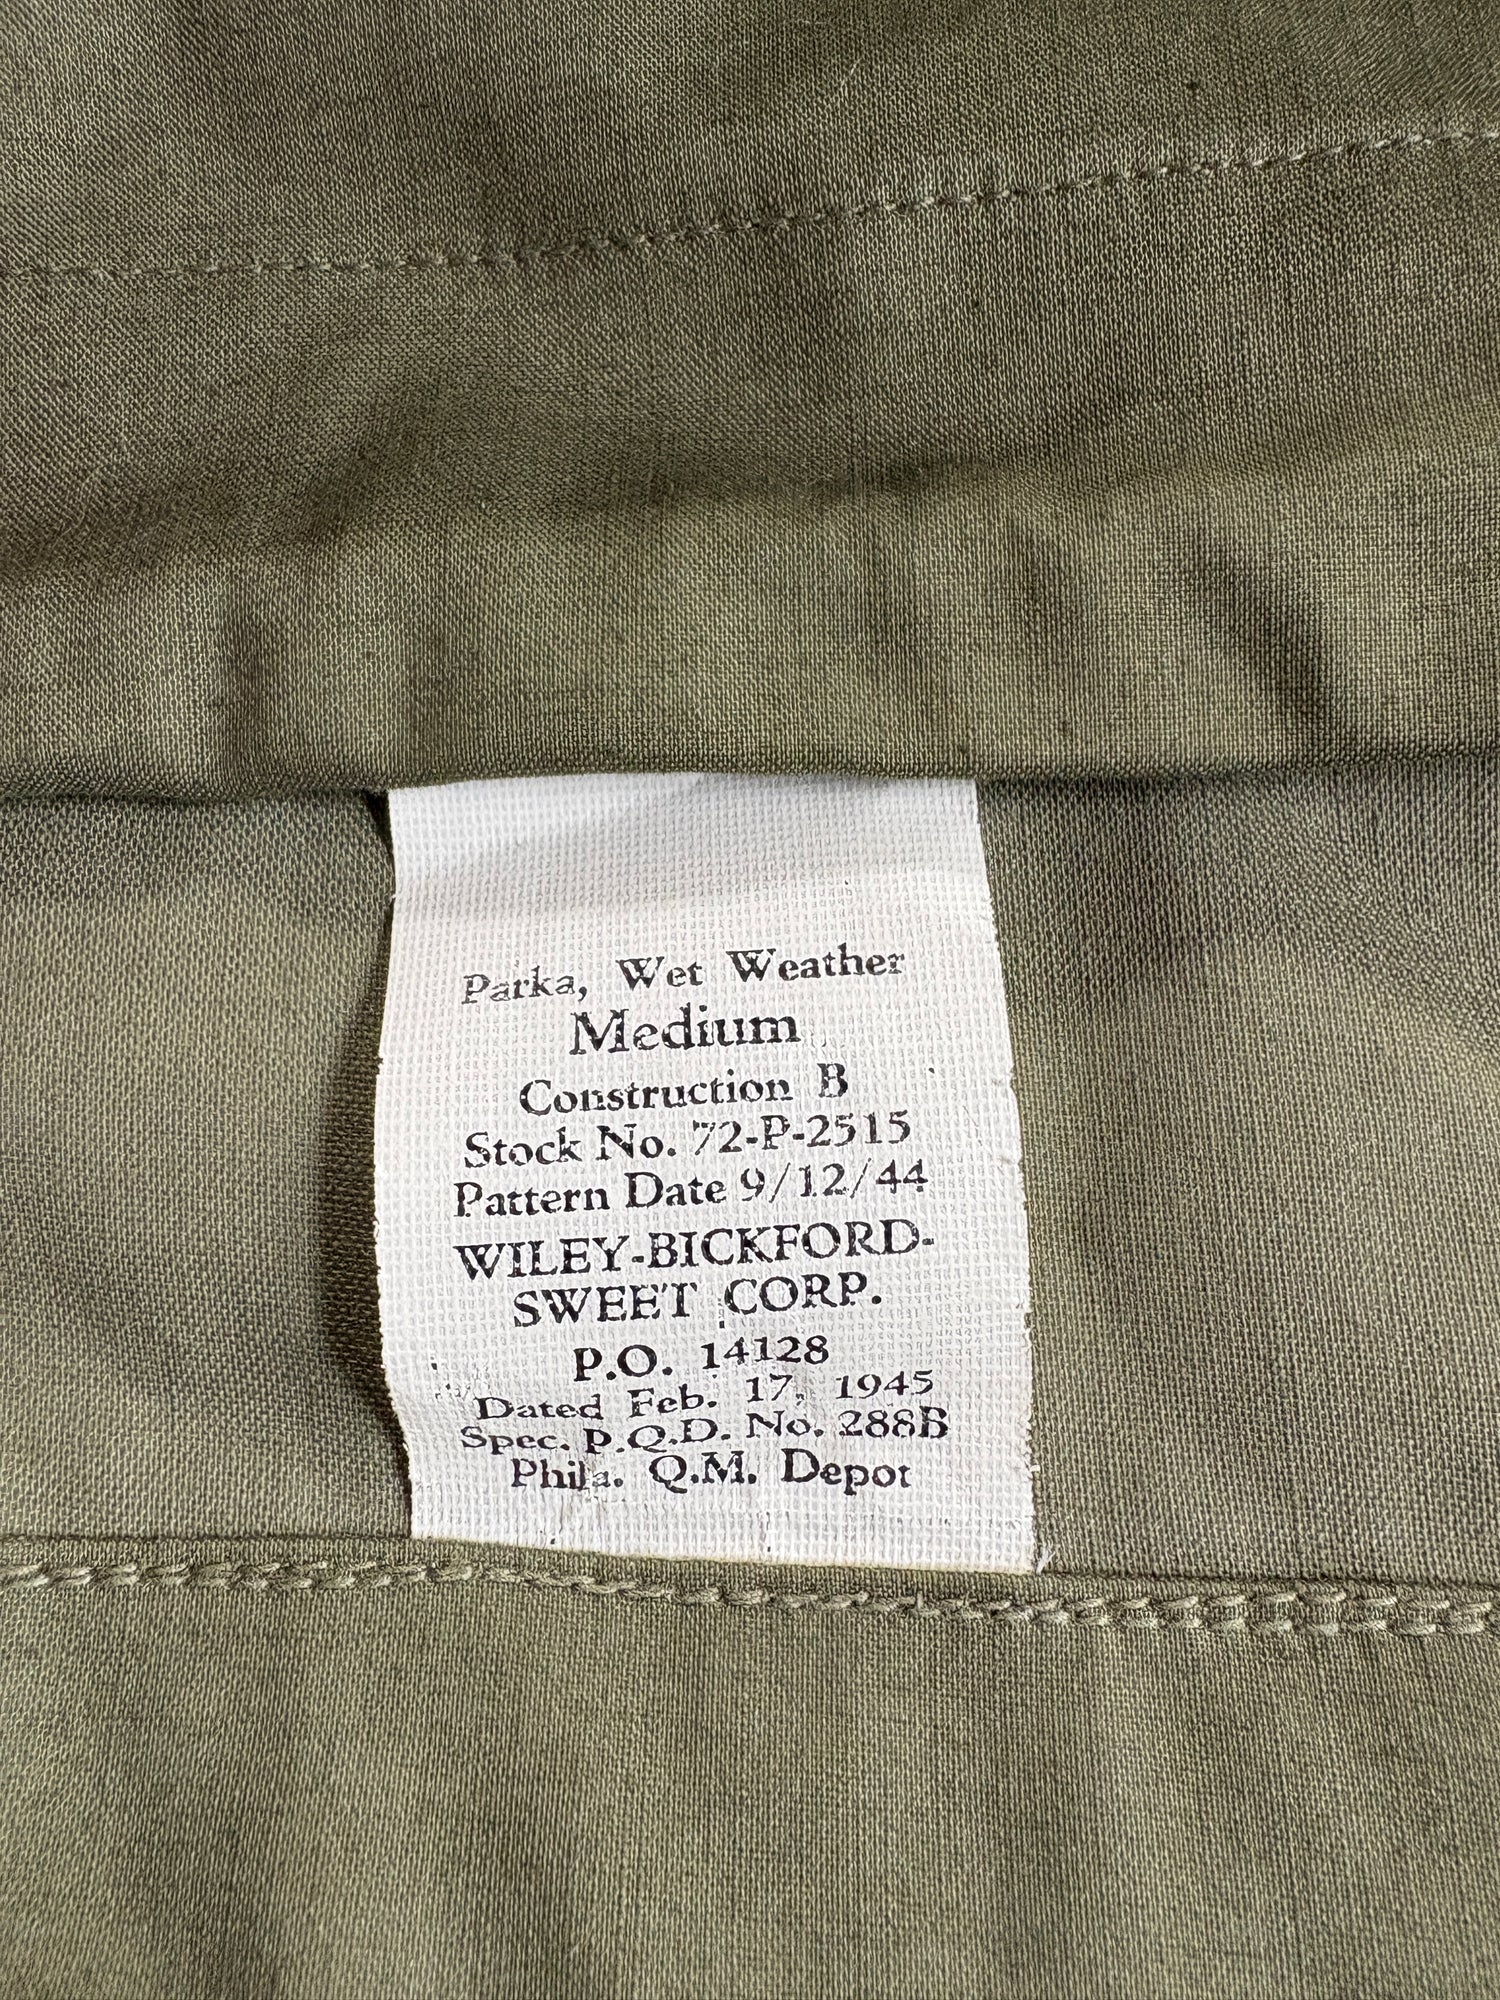 Parka, Wet Weather
Medium
Construction B
Stock No. 72-P-2515
Pattern Date 9/12/44
WILEY-BICKFORD-
SWEET CORP.
P.O. 14128
Dated Feb. 17, 1945
Spec. P.Q.D. No. 288B
Phila. Q.M. Depot